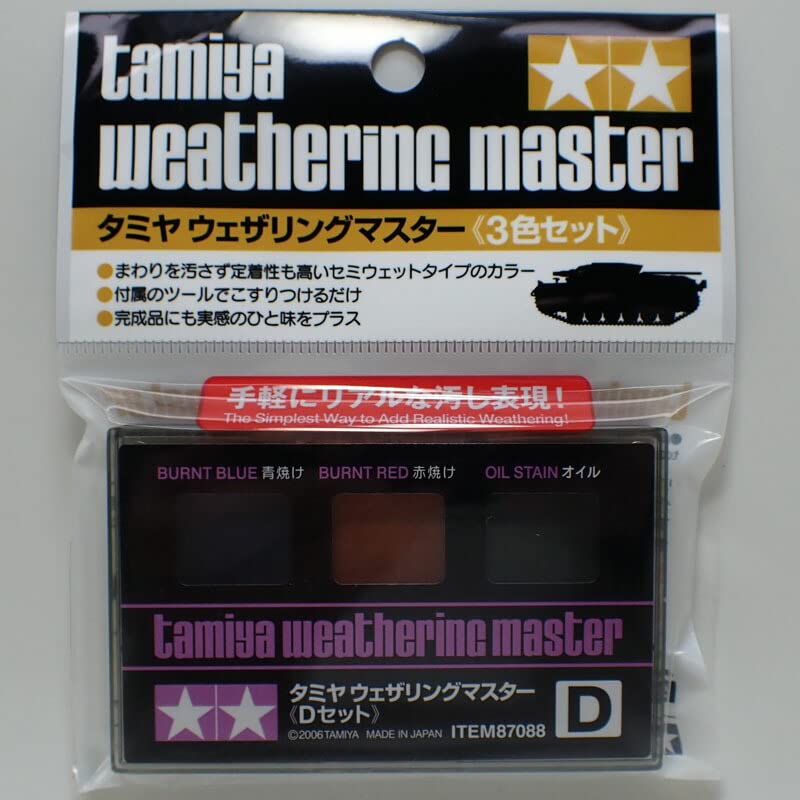 tamiya
weathering master
タミヤ ウェザリングマスター《3色セット》
●まわりを汚さず定着性も高いセミウェットタイプのカラー
●付属のツールでこすりつけるだけ
●完成品にも実感のひと味をプラス
手軽にリアルな汚し表現!
The Simplest Way to Add Realistic Weathering!
BURNT BLUE 青焼け BURNT RED 赤焼け OIL STAIN オイル
tamiya weathering master
タミヤ ウェザリングマスター
《Dセット》
©2006 TAMIYA MADE IN JAPAN ITEM87088
D